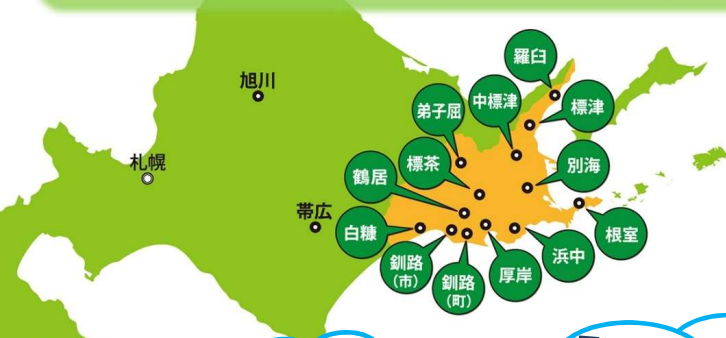 羅臼
旭川
中標津
弟子屈
標津
札幌
標茶
別海
鶴居
帯広
白糠
根室
浜中
釧路
(市)
釧路
(町)
厚岸